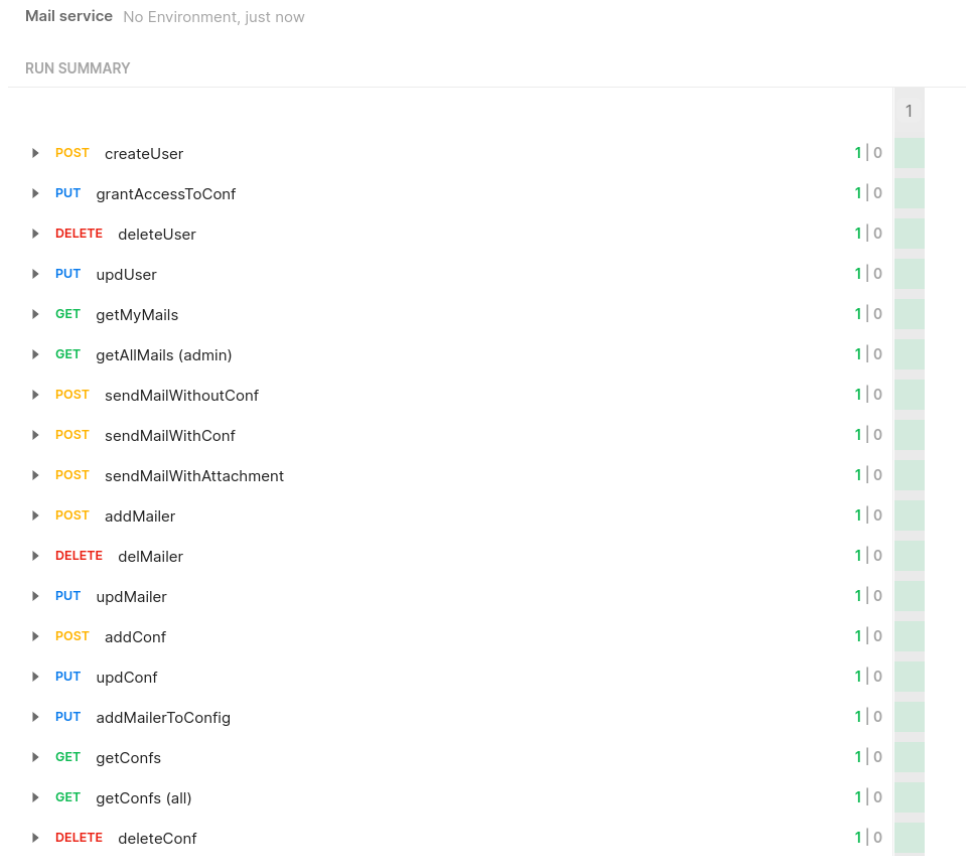 Mail service No Environment, just now
RUN SUMMARY
1
POST createUser 1 | 0
PUT grantAccessToConf 1 | 0
DELETE deleteUser 1 | 0
PUT updUser 1 | 0
GET getMyMails 1 | 0
GET getAllMails (admin) 1 | 0
POST sendMailWithoutConf 1 | 0
POST sendMailWithConf 1 | 0
POST sendMailWithAttachment 1 | 0
POST addMailer 1 | 0
DELETE delMailer 1 | 0
PUT updMailer 1 | 0
POST addConf 1 | 0
PUT updConf 1 | 0
PUT addMailerToConfig 1 | 0
GET getConfs 1 | 0
GET getConfs (all) 1 | 0
DELETE deleteConf 1 | 0